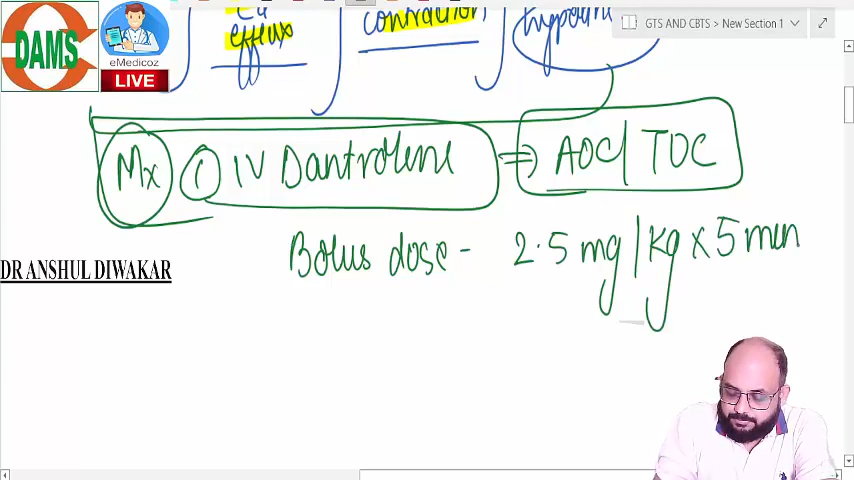 Ca
efflux
contraction,
GTS AND CBTS > New Section 1
DAMS
eMedicoz
LIVE
Mx 1 IV Dantrolene ⇒ AOC| TOC
Bolus dose - 2.5 mg | kg x 5 min
DR ANSHUL DIWAKAR